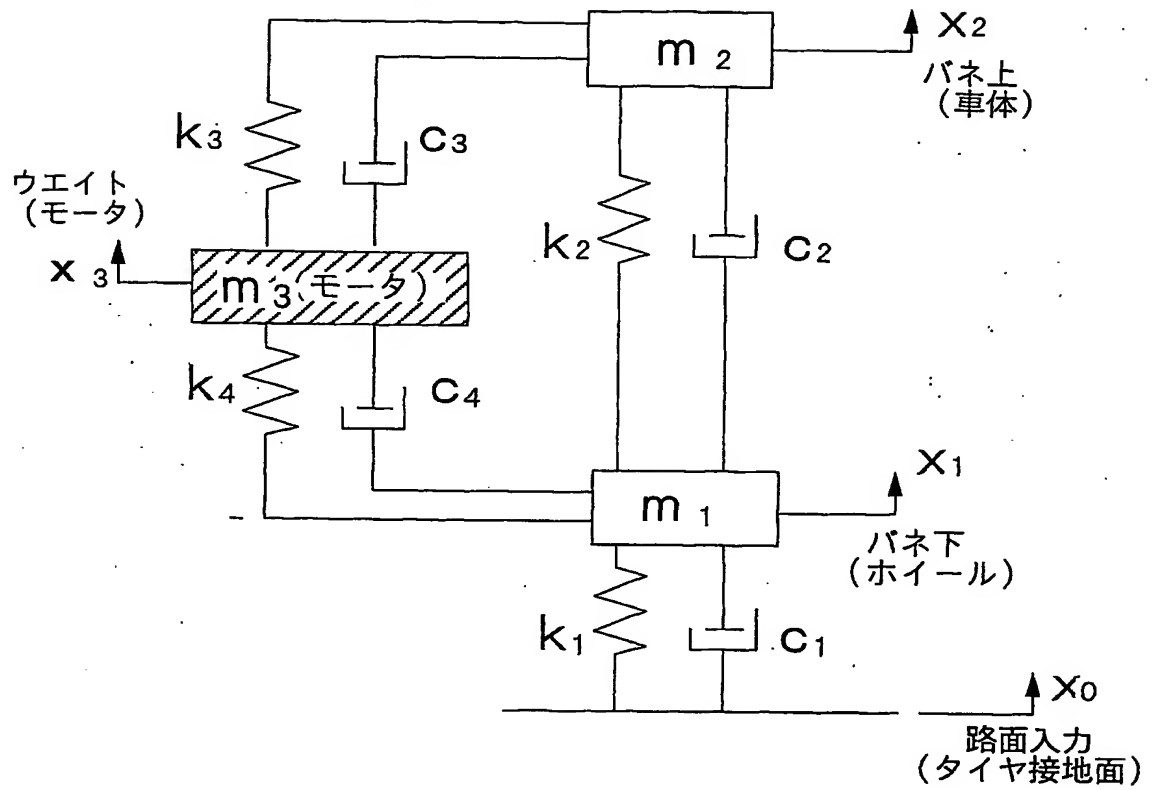 x2
m 2
バネ上
(車体)
k3
c3
ウエイト
(モータ)
k2
c2
x 3
m 3(モータ)
k4
c4
x1
m 1
バネ下
(ホイール)
k1
c1
x0
路面入力
(タイヤ接地面)